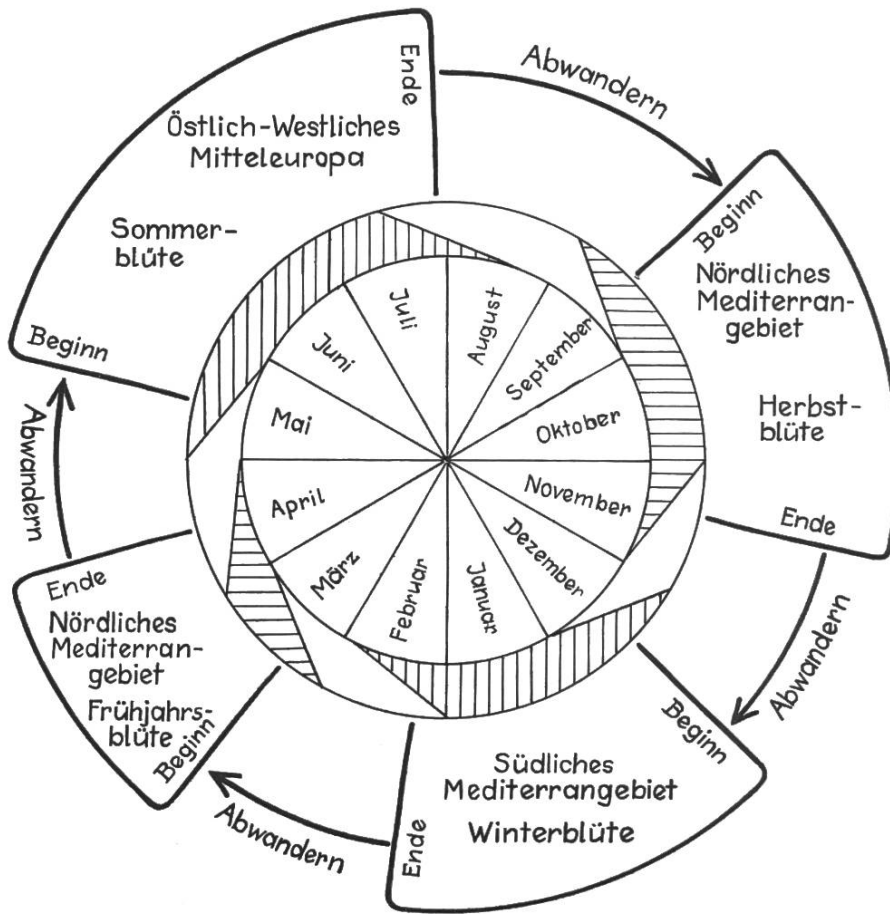 Ende
Östlich-Westliches
Mitteleuropa
Sommer-
blüte
Beginn
Abwandern
Beginn
Nördliches
Mediterran-
gebiet
Herbst-
blüte
Ende
Abwandern
Beginn
Südliches
Mediterrangebiet
Winterblüte
Ende
Abwandern
Beginn
Nördliches
Mediterran-
gebiet
Frühjahrs-
blüte
Ende
Abwandern
Januar
Februar
März
April
Mai
Juni
Juli
August
September
Oktober
November
Dezember